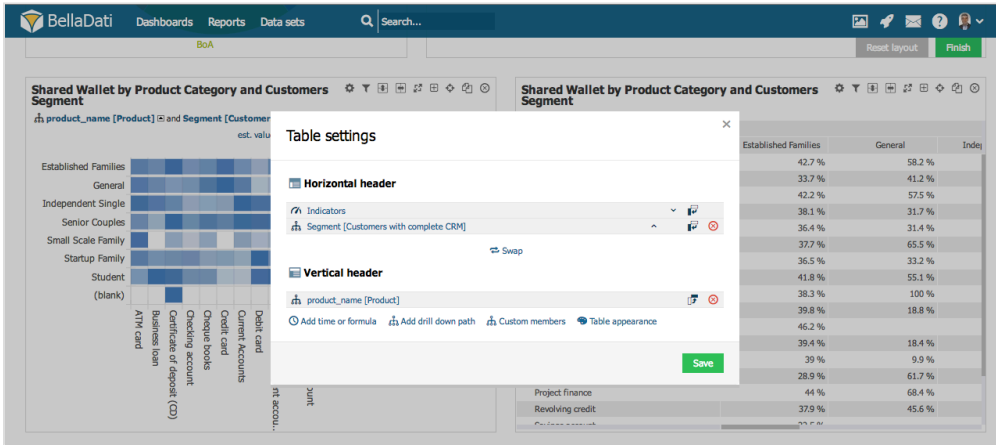 BellaDati Dashboards Reports Data sets Search...
BoA
Reset layout Finish
Shared Wallet by Product Category and Customers
Segment
product_name [Product] and Segment [Customer
est. valu
Established Families
General
Independent Single
Senior Couples
Small Scale Family
Startup Family
Student
(blank)
ATM card
Business loan
Certificate of deposit (CD)
Checking account
Cheque books
Credit card
Current Accounts
Debit card
nt accou..
ount
Table settings
Horizontal header
Indicators
Segment [Customers with complete CRM]
Swap
Vertical header
product_name [Product]
Add time or formula Add drill down path Custom members Table appearance
Save
Shared Wallet by Product Category and Customers
Segment
Established Families General Indep
42.7 % 58.2 %
33.7 % 41.2 %
42.2 % 57.5 %
38.1 % 31.7 %
36.4 % 31.4 %
37.7 % 65.5 %
36.5 % 33.2 %
41.8 % 55.1 %
38.3 % 100 %
39.8 % 18.8 %
46.2 %
39.4 % 18.4 %
39 % 9.9 %
28.9 % 61.7 %
Project finance 44 % 68.4 %
Revolving credit 37.9 % 45.6 %